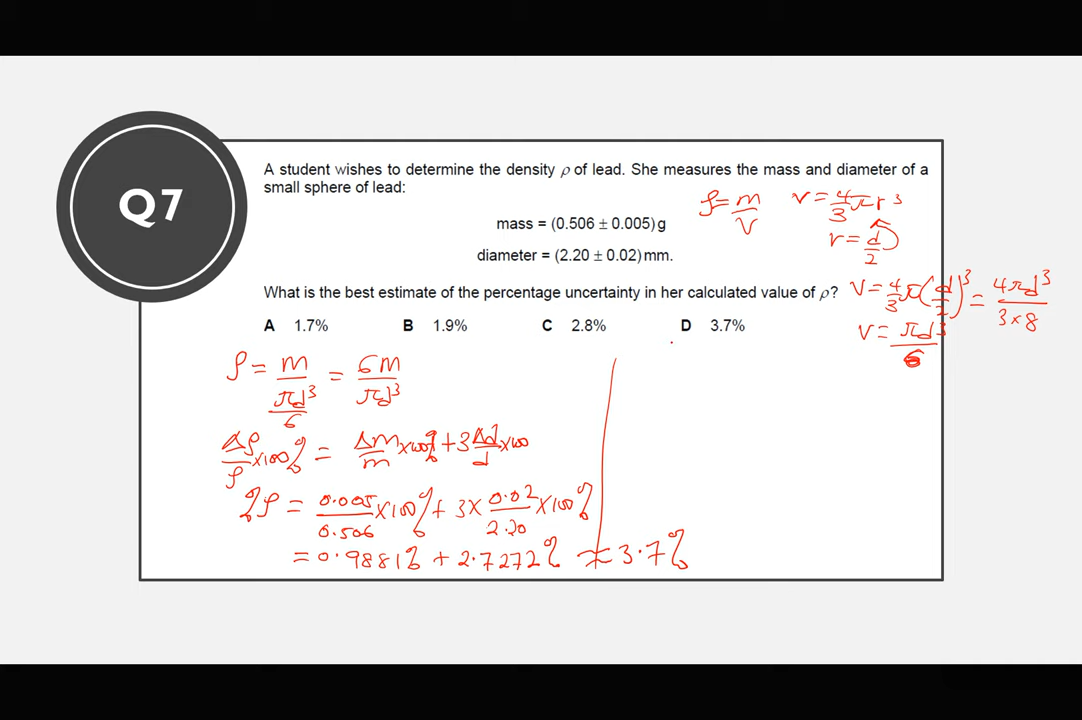 Q7
A student wishes to determine the density ρ of lead. She measures the mass and diameter of a
small sphere of lead:
mass = (0.506 ± 0.005) g
diameter = (2.20 ± 0.02) mm.
ρ = m/V
V = 4/3 πr³
r = d/2
What is the best estimate of the percentage uncertainty in her calculated value of ρ?
V = 4/3 π(d/2)³ = 4πd³/3×8
V = πd³/6
A 1.7% B 1.9% C 2.8% D 3.7%
ρ = m/(πd³/6) = 6m/πd³
Δρ/ρ ×100% = Δm/m ×100% + 3 Δd/d ×100
%ρ = 0.005/0.506 ×100% + 3 × 0.02/2.20 ×100%
= 0.9881% + 2.7272% ≈ 3.7%